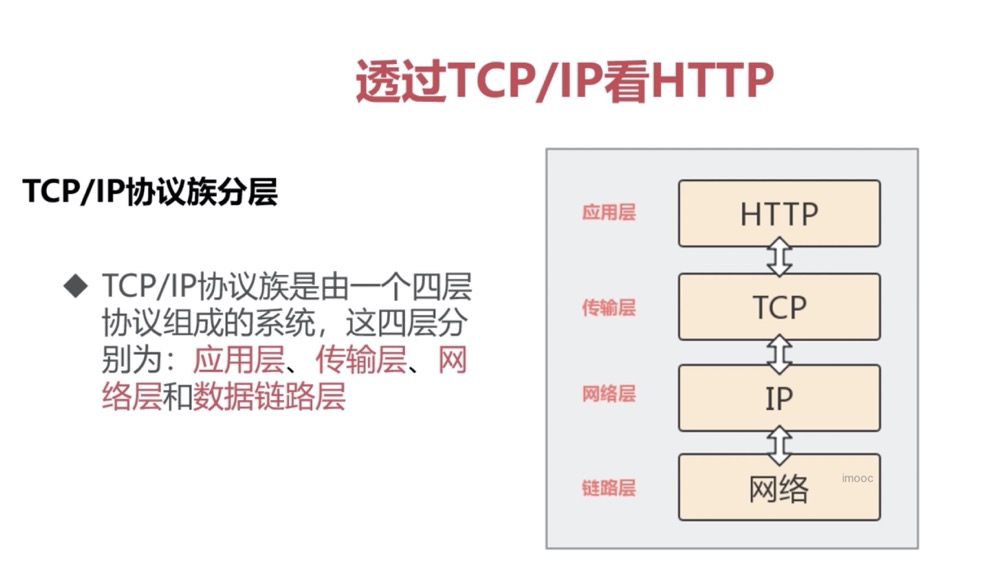 透过TCP/IP看HTTP
TCP/IP协议族分层
◆ TCP/IP协议族是由一个四层
协议组成的系统，这四层分
别为：应用层、传输层、网
络层和数据链路层
应用层
HTTP
传输层
TCP
网络层
IP
链路层
网络
imooc